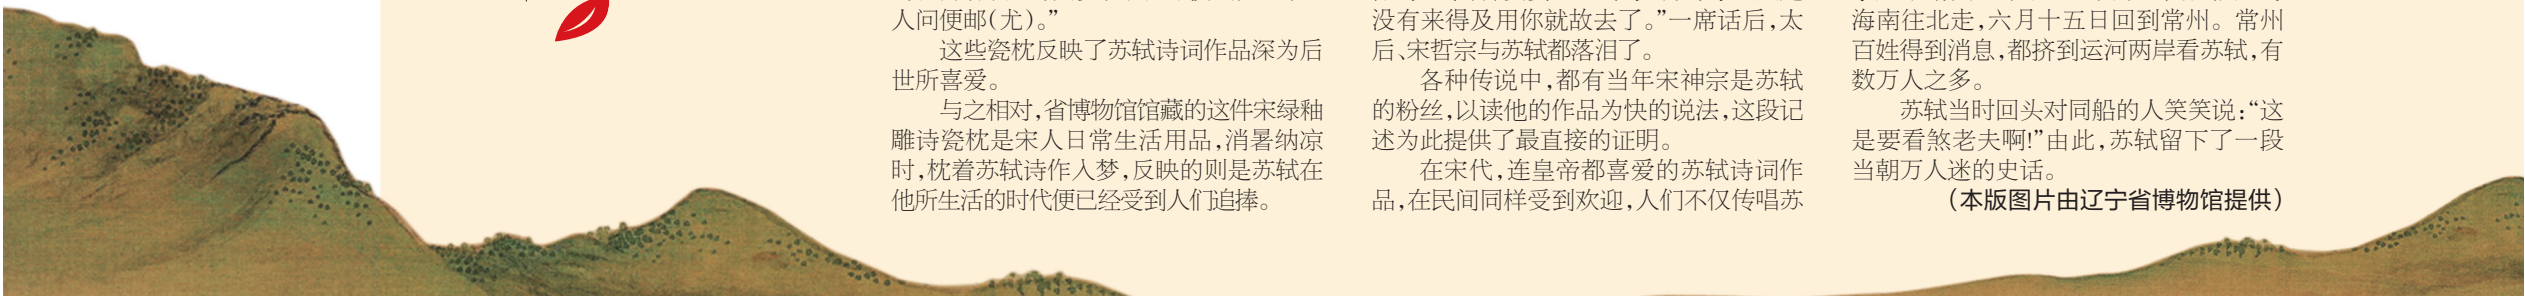 人问便邮(尤)。”
这些瓷枕反映了苏轼诗词作品深为后
世所喜爱。
与之相对,省博物馆馆藏的这件宋绿釉
雕诗瓷枕是宋人日常生活用品,消暑纳凉
时,枕着苏轼诗作入梦,反映的则是苏轼在
他所生活的时代便已经受到人们追捧。
没有来得及用你就故去了。”一席话后,太
后、宋哲宗与苏轼都落泪了。
各种传说中,都有当年宋神宗是苏轼
的粉丝,以读他的作品为快的说法,这段记
述为此提供了最直接的证明。
在宋代,连皇帝都喜爱的苏轼诗词作
品,在民间同样受到欢迎,人们不仅传唱苏
海南往北走,六月十五日回到常州。常州
百姓得到消息,都挤到运河两岸看苏轼,有
数万人之多。
苏轼当时回头对同船的人笑笑说:“这
是要看煞老夫啊!”由此,苏轼留下了一段
当朝万人迷的史话。
(本版图片由辽宁省博物馆提供)